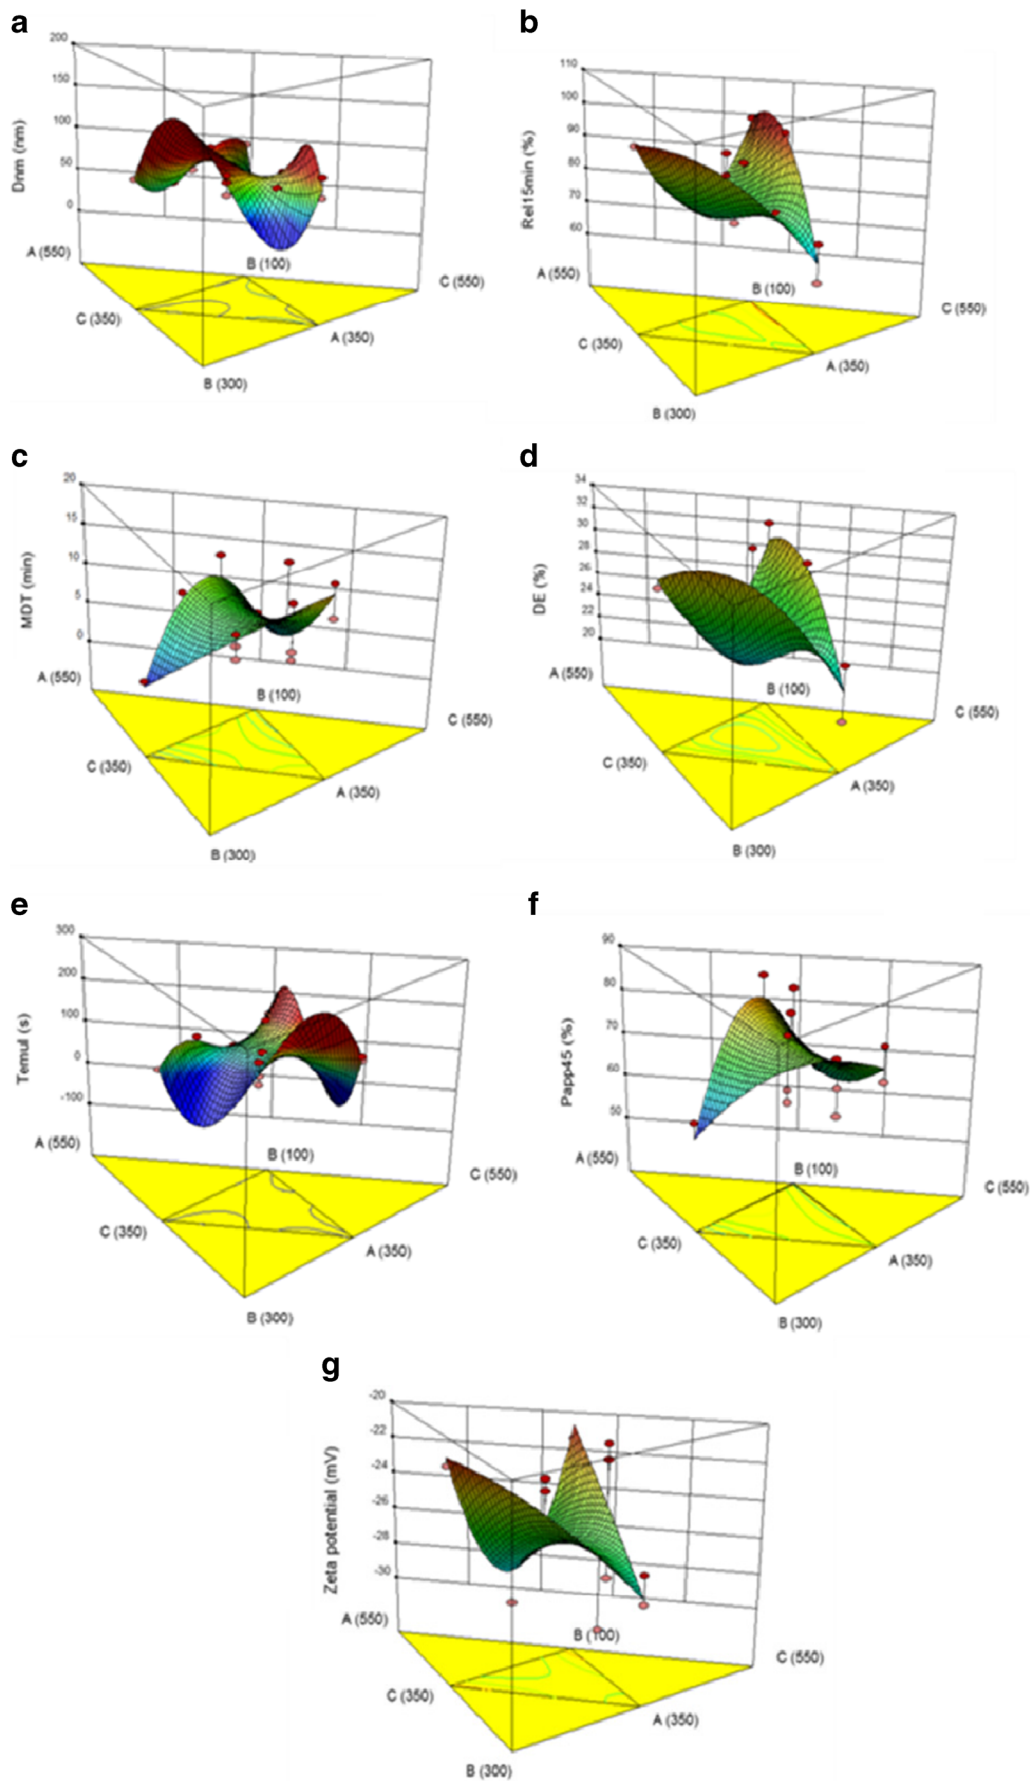 a
200
150
100
50
0
Dnm (nm)
A (550)
B (100)
C (550)
C (350)
A (350)
B (300)
b
110
100
90
80
70
60
Rel15min (%)
A (550)
B (100)
C (550)
C (350)
A (350)
B (300)
c
20
15
10
5
0
MDT (min)
A (550)
B (100)
C (550)
C (350)
A (350)
B (300)
d
34
32
30
28
26
24
22
20
DE (%)
A (550)
B (100)
C (550)
C (350)
A (350)
B (300)
e
300
200
100
0
-100
Temul (s)
A (550)
B (100)
C (550)
C (350)
A (350)
B (300)
f
90
80
70
60
50
Papp45 (%)
A (550)
B (100)
C (550)
C (350)
A (350)
B (300)
g
-20
-22
-24
-26
-28
-30
Zeta potential (mV)
A (550)
B (100)
C (550)
C (350)
A (350)
B (300)